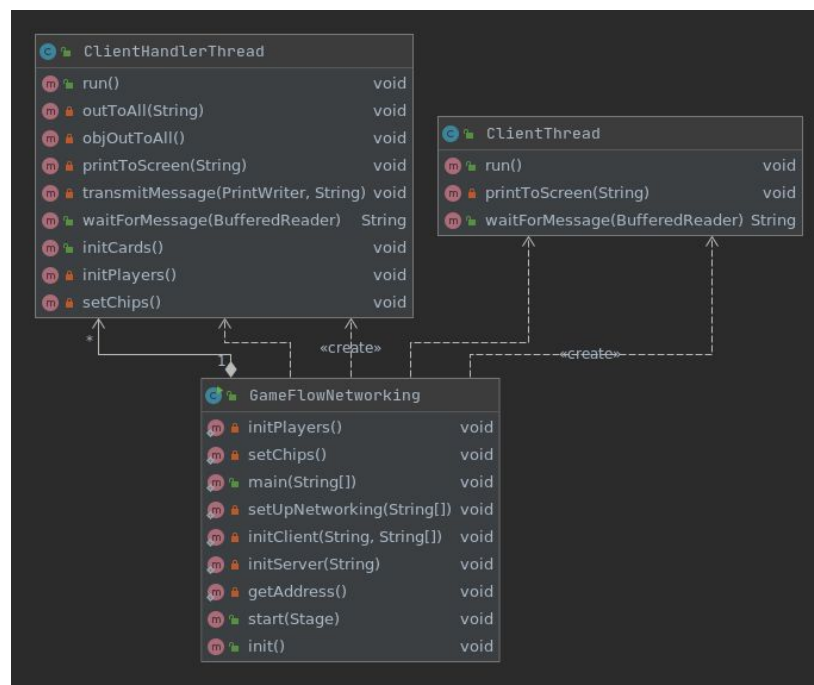 ClientHandlerThread
run() void
outToAll(String) void
objOutToAll() void
printToScreen(String) void
transmitMessage(PrintWriter, String) void
waitForMessage(BufferedReader) String
initCards() void
initPlayers() void
setChips() void
ClientThread
run() void
printToScreen(String) void
waitForMessage(BufferedReader) String
*
1
«create»
«create»
GameFlowNetworking
initPlayers() void
setChips() void
main(String[]) void
setUpNetworking(String[]) void
initClient(String, String[]) void
initServer(String) void
getAddress() void
start(Stage) void
init() void